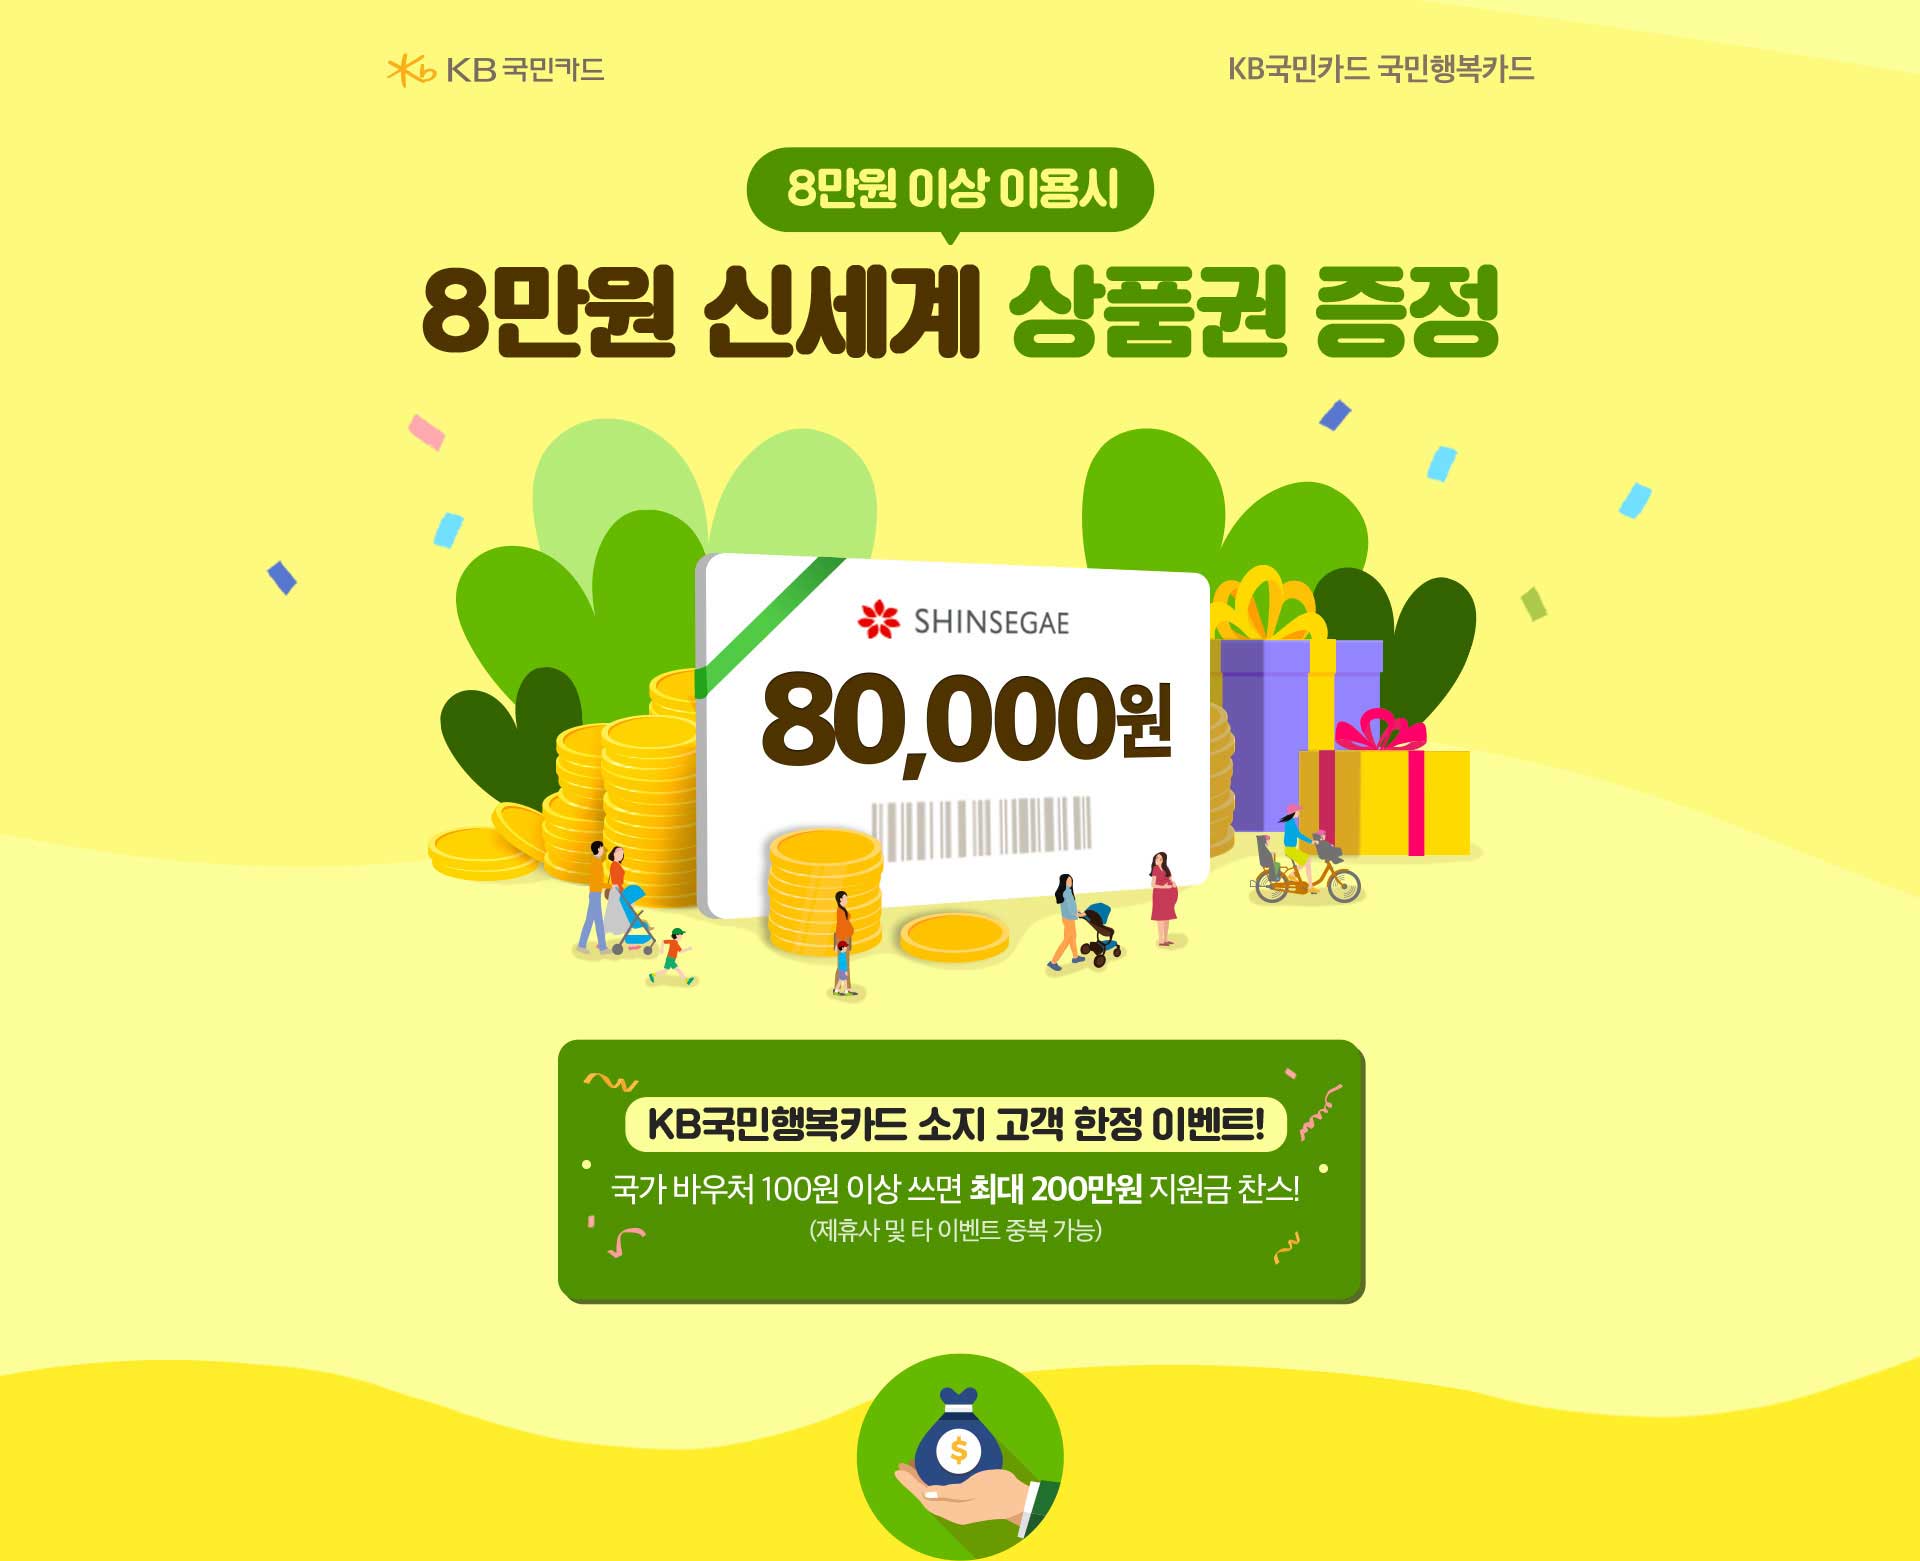 KB 국민카드
KB국민카드 국민행복카드
8만원 이상 이용시
8만원 신세계 상품권 증정
SHINSEGAE
80,000원
KB국민행복카드 소지 고객 한정 이벤트!
국가 바우처 100원 이상 쓰면 최대 200만원 지원금 찬스!
(제휴사 및 타 이벤트 중복 가능)
$